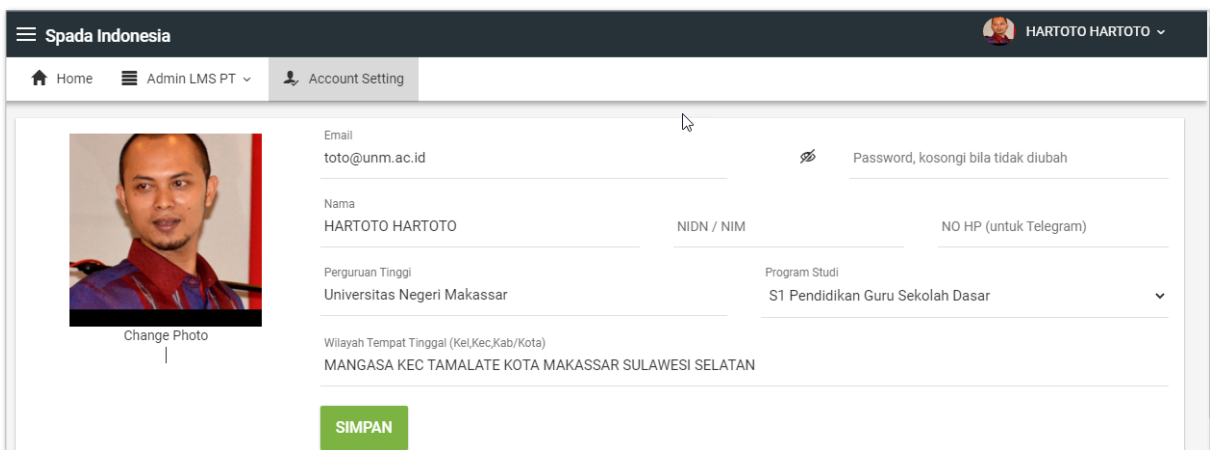 Spada Indonesia
HARTOTO HARTOTO
Home
Admin LMS PT
Account Setting
Email
toto@unm.ac.id
Password, kosongi bila tidak diubah
Nama
HARTOTO HARTOTO
NIDN / NIM
NO HP (untuk Telegram)
Perguruan Tinggi
Universitas Negeri Makassar
Program Studi
S1 Pendidikan Guru Sekolah Dasar
Change Photo
Wilayah Tempat Tinggal (Kel,Kec,Kab/Kota)
MANGASA KEC TAMALATE KOTA MAKASSAR SULAWESI SELATAN
SIMPAN